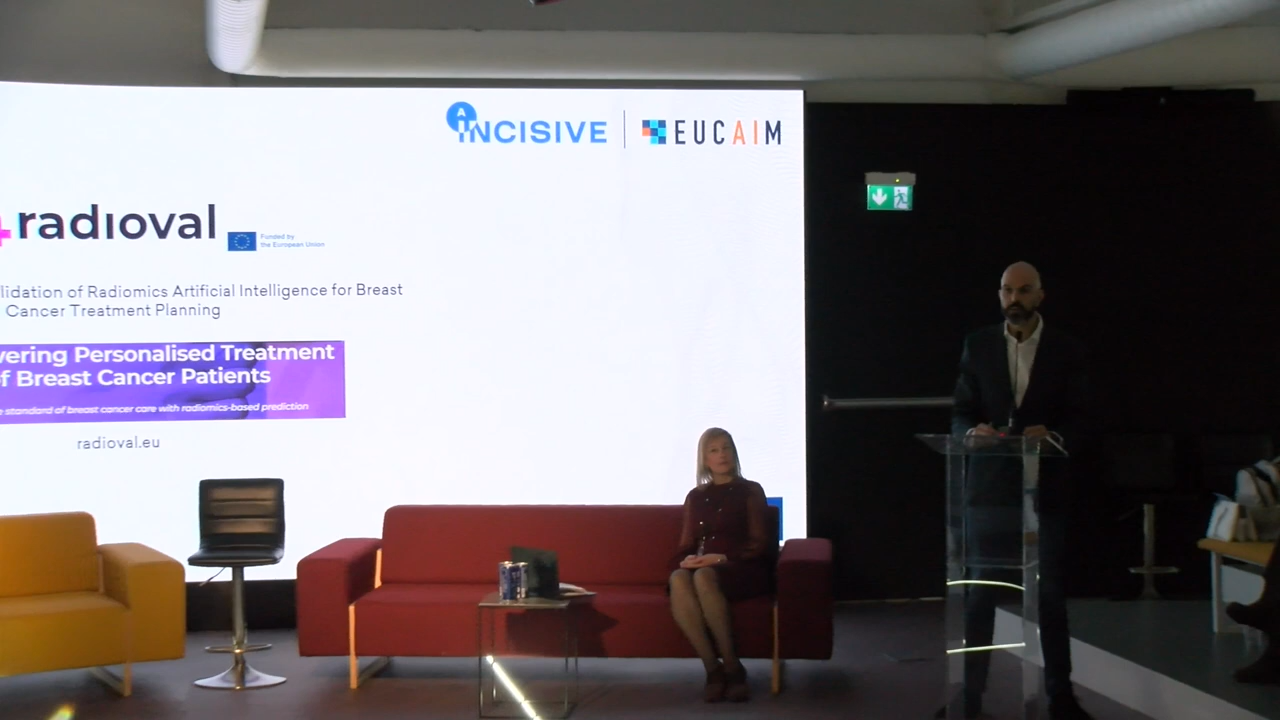 AINCISIVE
EUCAIM
radioval
Funded by
the European Union
lidation of Radiomics Artificial Intelligence for Breast
Cancer Treatment Planning
vering Personalised Treatment
f Breast Cancer Patients
e standard of breast cancer care with radiomics-based prediction
radioval.eu